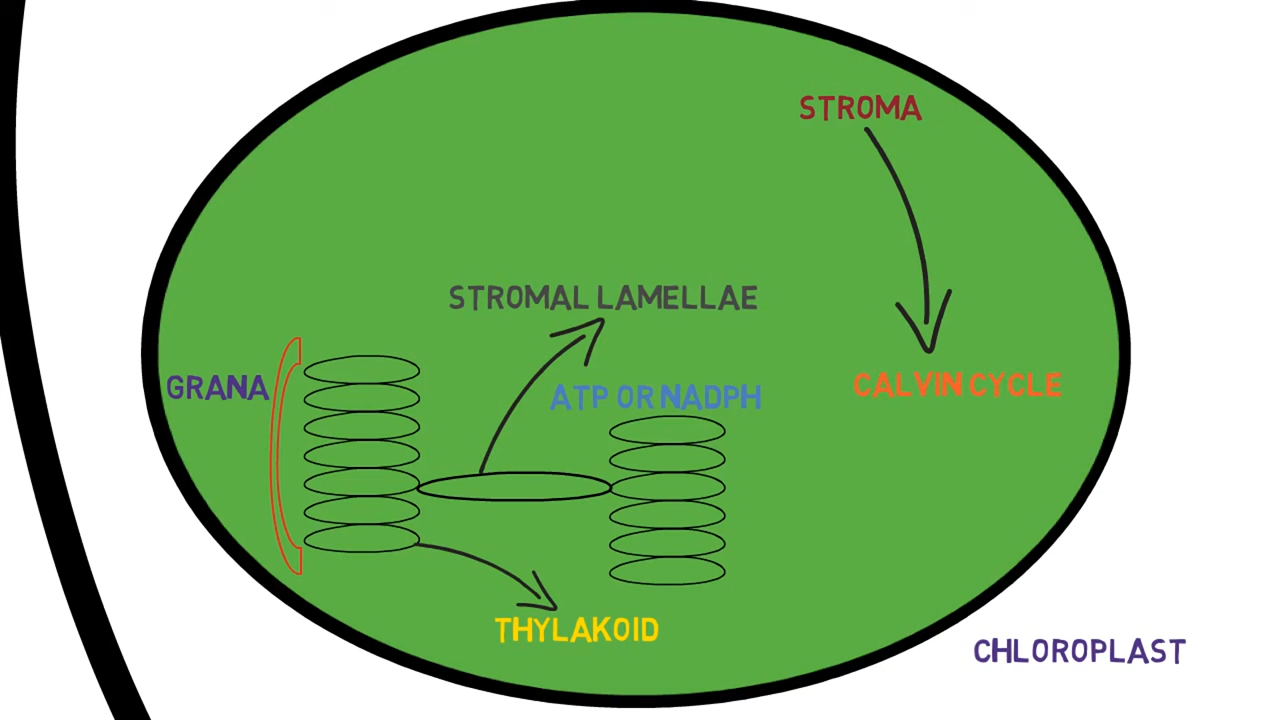 STROMA
STROMAL LAMELLAE
GRANA
ATP OR NADPH
CALVIN CYCLE
THYLAKOID
CHLOROPLAST